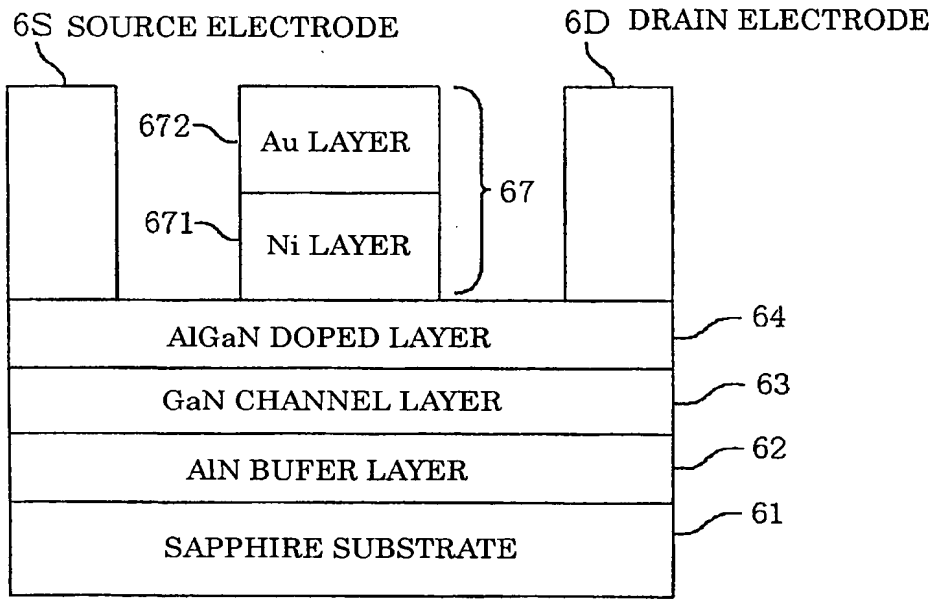 6S SOURCE ELECTRODE
6D DRAIN ELECTRODE
672
Au LAYER
67
671
Ni LAYER
AlGaN DOPED LAYER
64
GaN CHANNEL LAYER
63
AlN BUFER LAYER
62
SAPPHIRE SUBSTRATE
61